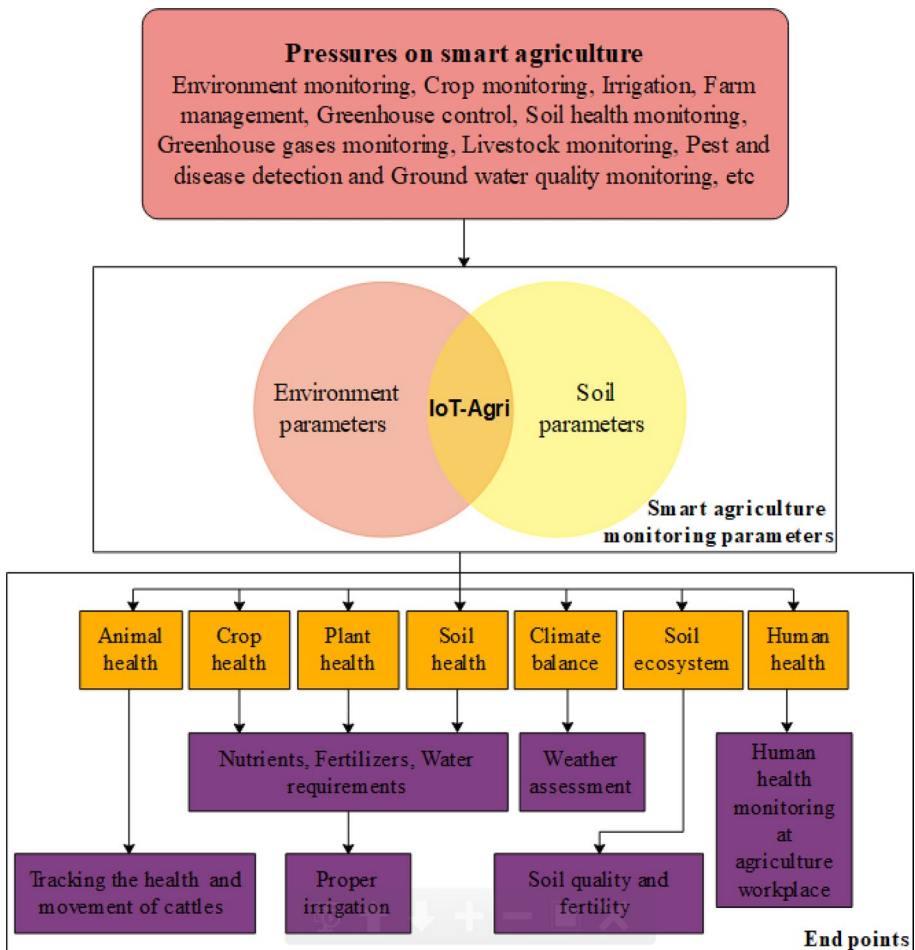 Pressures on smart agriculture
Environment monitoring, Crop monitoring, Irrigation, Farm
management, Greenhouse control, Soil health monitoring,
Greenhouse gases monitoring, Livestock monitoring, Pest and
disease detection and Ground water quality monitoring, etc
Environment
parameters
IoT-Agri
Soil
parameters
Smart agriculture
monitoring parameters
Animal
health
Crop
health
Plant
health
Soil
health
Climate
balance
Soil
ecosystem
Human
health
Nutrients, Fertilizers, Water
requirements
Weather
assessment
Human
health
monitoring
at
agriculture
workplace
Tracking the health and
movement of cattles
Proper
irrigation
Soil quality and
fertility
End points